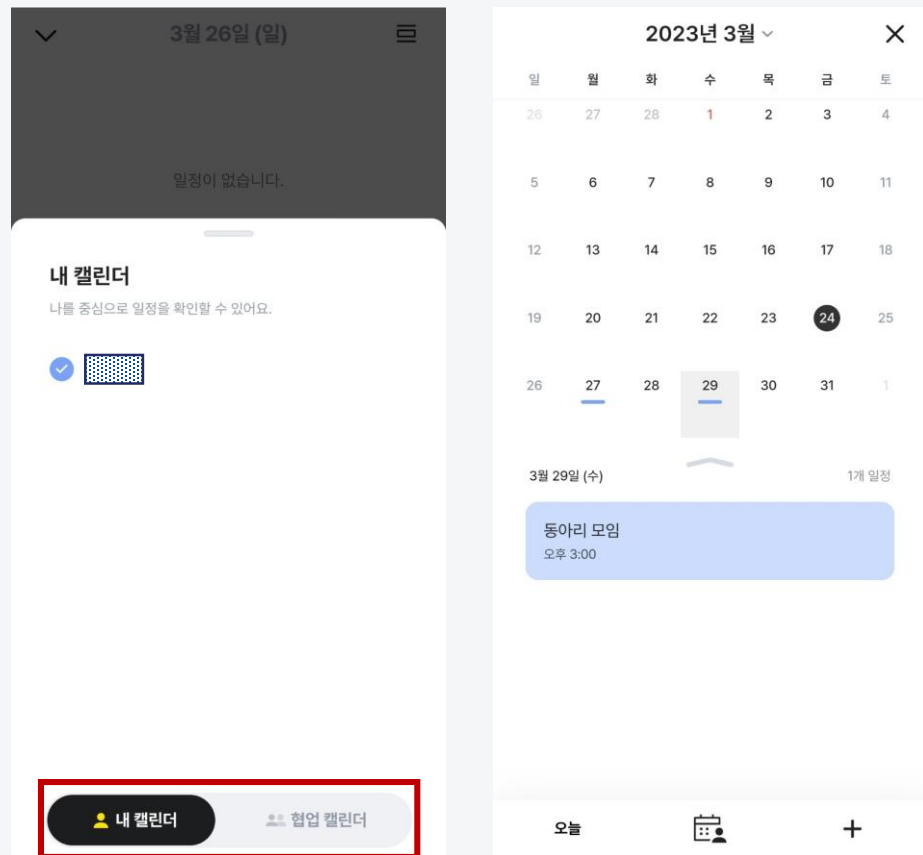 3월 26일 (일)
일정이 없습니다.
내 캘린더
나를 중심으로 일정을 확인할 수 있어요.
내 캘린더 협업 캘린더
2023년 3월
일 월 화 수 목 금 토
26 27 28 1 2 3 4
5 6 7 8 9 10 11
12 13 14 15 16 17 18
19 20 21 22 23 24 25
26 27 28 29 30 31 1
3월 29일 (수) 1개 일정
동아리 모임
오후 3:00
오늘